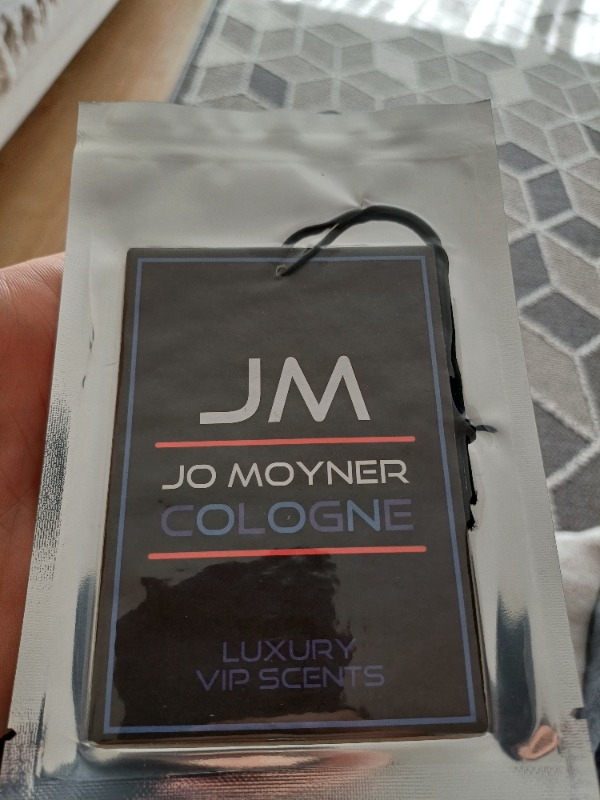 JM
JO MOYNER
COLOGNE
LUXURY
VIP SCENTS